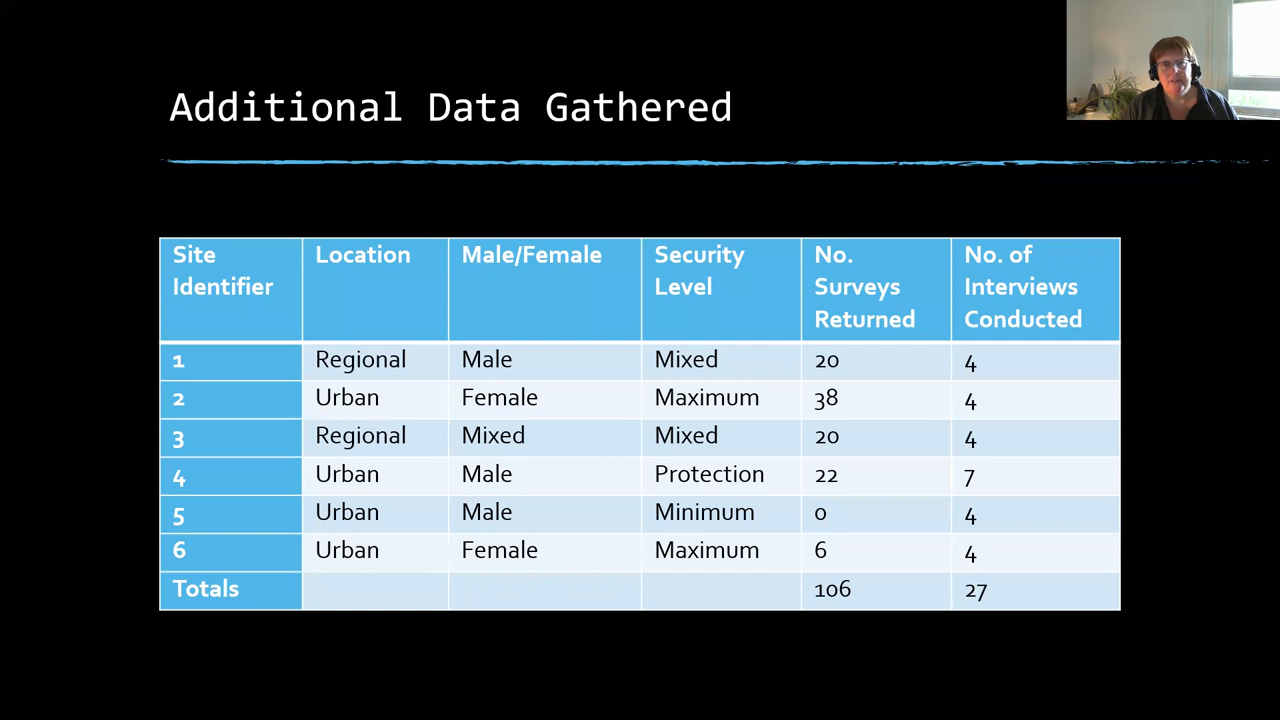 Additional Data Gathered
Site Identifier Location Male/Female Security Level No. Surveys Returned No. of Interviews Conducted
1 Regional Male Mixed 20 4
2 Urban Female Maximum 38 4
3 Regional Mixed Mixed 20 4
4 Urban Male Protection 22 7
5 Urban Male Minimum 0 4
6 Urban Female Maximum 6 4
Totals 106 27